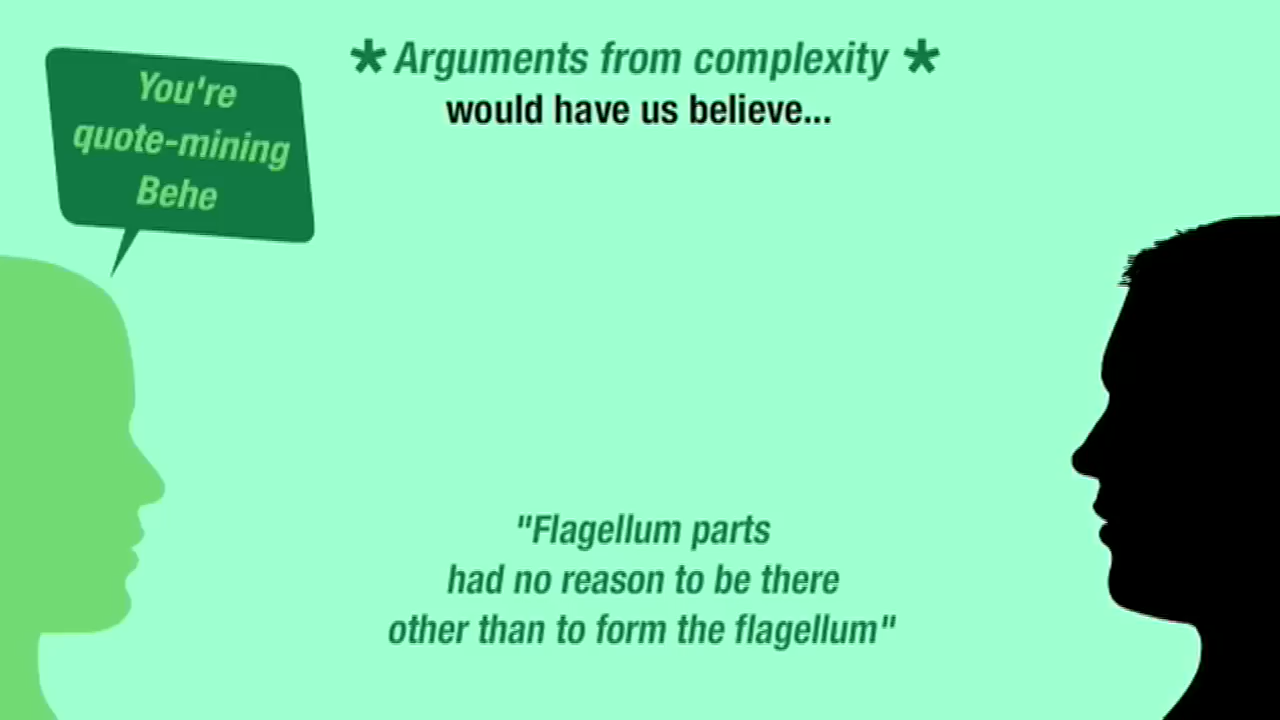 You're
quote-mining
Behe
* Arguments from complexity *
would have us believe...
"Flagellum parts
had no reason to be there
other than to form the flagellum"